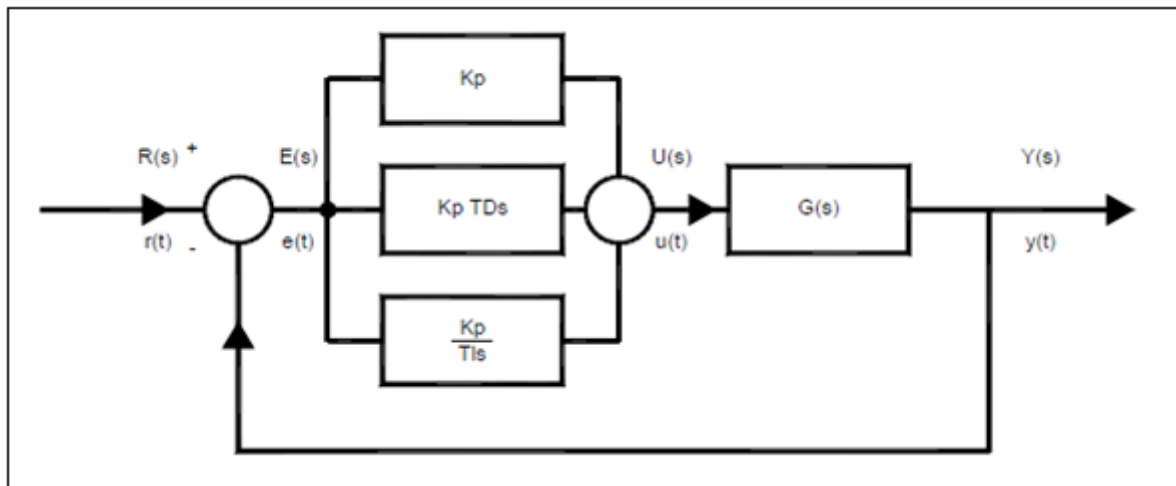 Kp
R(s) +
E(s)
U(s)
Y(s)
Kp TDs
G(s)
r(t) -
e(t)
u(t)
y(t)
Kp
TIs